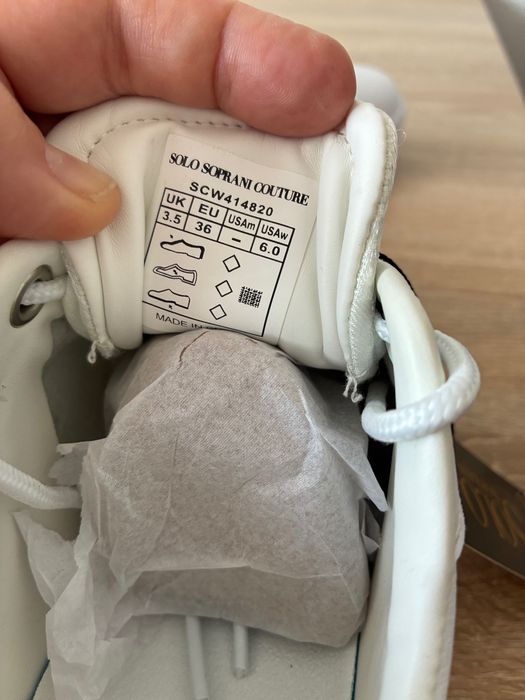 SOLO SOPRANI COUTURE
SCW414820
UK EU USAm USAw
3.5 36 – 6.0
MADE IN